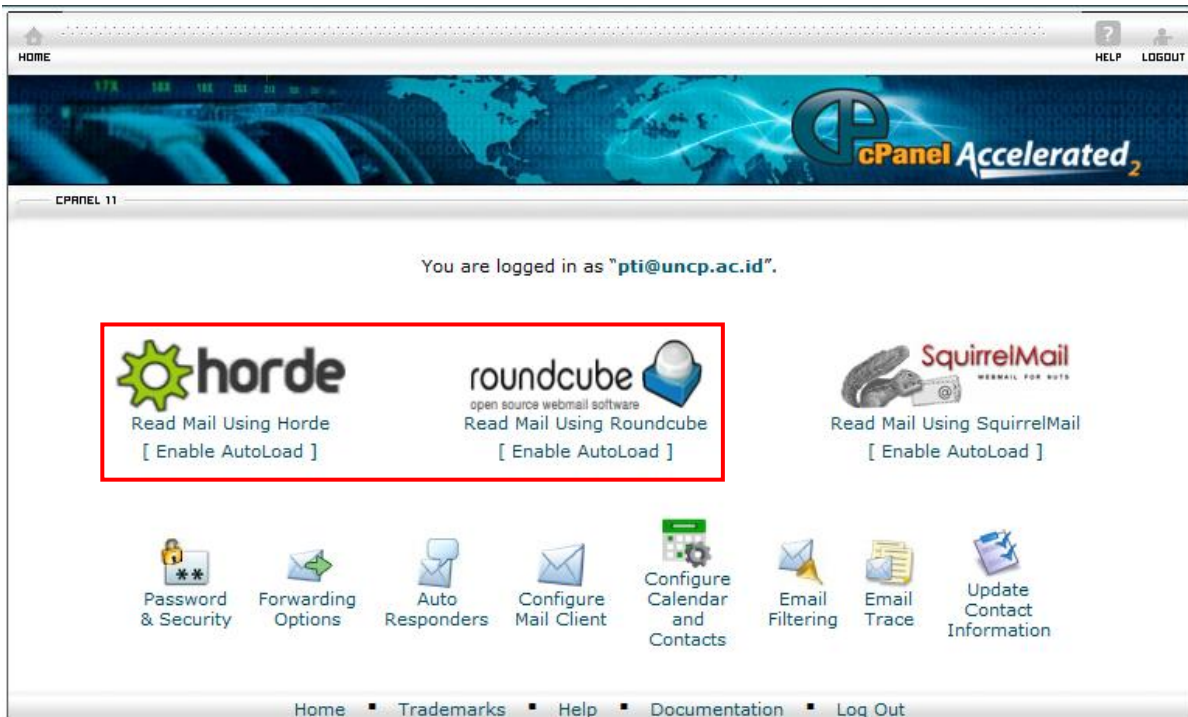 ?
HOME
HELP LOGOUT
17X 18X 19X
cPanel Accelerated2
CPANEL 11
You are logged in as "pti@uncp.ac.id".
horde
Read Mail Using Horde
[ Enable AutoLoad ]
roundcube
open source webmail software
Read Mail Using Roundcube
[ Enable AutoLoad ]
SquirrelMail
WEBMAIL FOR NUTS
@
Read Mail Using SquirrelMail
[ Enable AutoLoad ]
**
Password
& Security
Forwarding
Options
Auto
Responders
Configure
Mail Client
Configure
Calendar
and
Contacts
Email
Filtering
Email
Trace
Update
Contact
Information
Home ▪ Trademarks ▪ Help ▪ Documentation ▪ Log Out